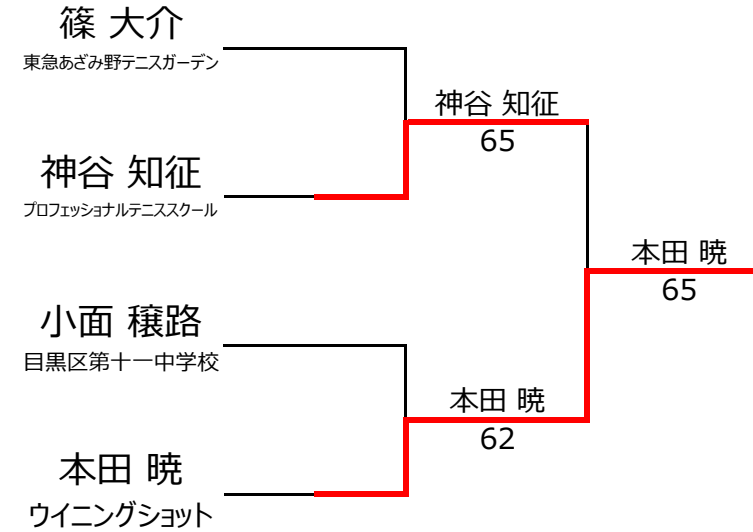 篠 大介
東急あざみ野テニスガーデン
神谷 知征
65
神谷 知征
プロフェッショナルテニススクール
本田 暁
65
小面 穣路
目黒区第十一中学校
本田 暁
62
本田 暁
ウイニングショット